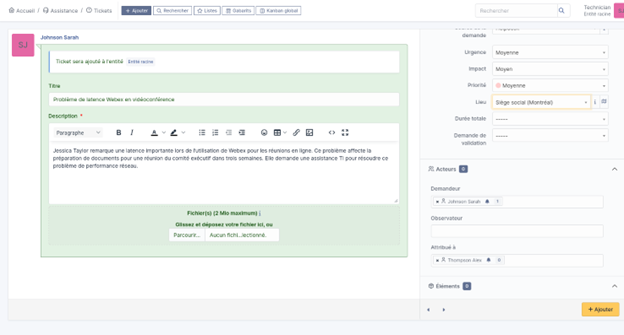 Accueil / Assistance / Tickets
+ Ajouter
Rechercher
Listes
Gabarits
Kanban global
Rechercher
Technician
Entité racine
SJ
Johnson Sarah
SJ
Ticket sera ajouté à l'entité Entité racine
Titre
Problème de latence Webex en vidéoconférence
Description *
Paragraphe
B I A
Jessica Taylor remarque une latence importante lors de l'utilisation de Webex pour les réunions en ligne. Ce problème affecte la
préparation de documents pour une réunion du comité exécutif dans trois semaines. Elle demande une assistance TI pour résoudre ce
problème de performance réseau.
Fichier(s) (2 Mio maximum) i
Glissez et déposez votre fichier ici, ou
Parcourir... Aucun fichi...lectionné.
demande
Urgence Moyenne
Impact Moyen
Priorité Moyenne
Lieu Siège social (Montréal)
Durée totale -----
Demande de
validation -----
Acteurs 0
Demandeur
Johnson Sarah 1
Observateur
Attribué à
Thompson Alex 0
Éléments 0
+ Ajouter